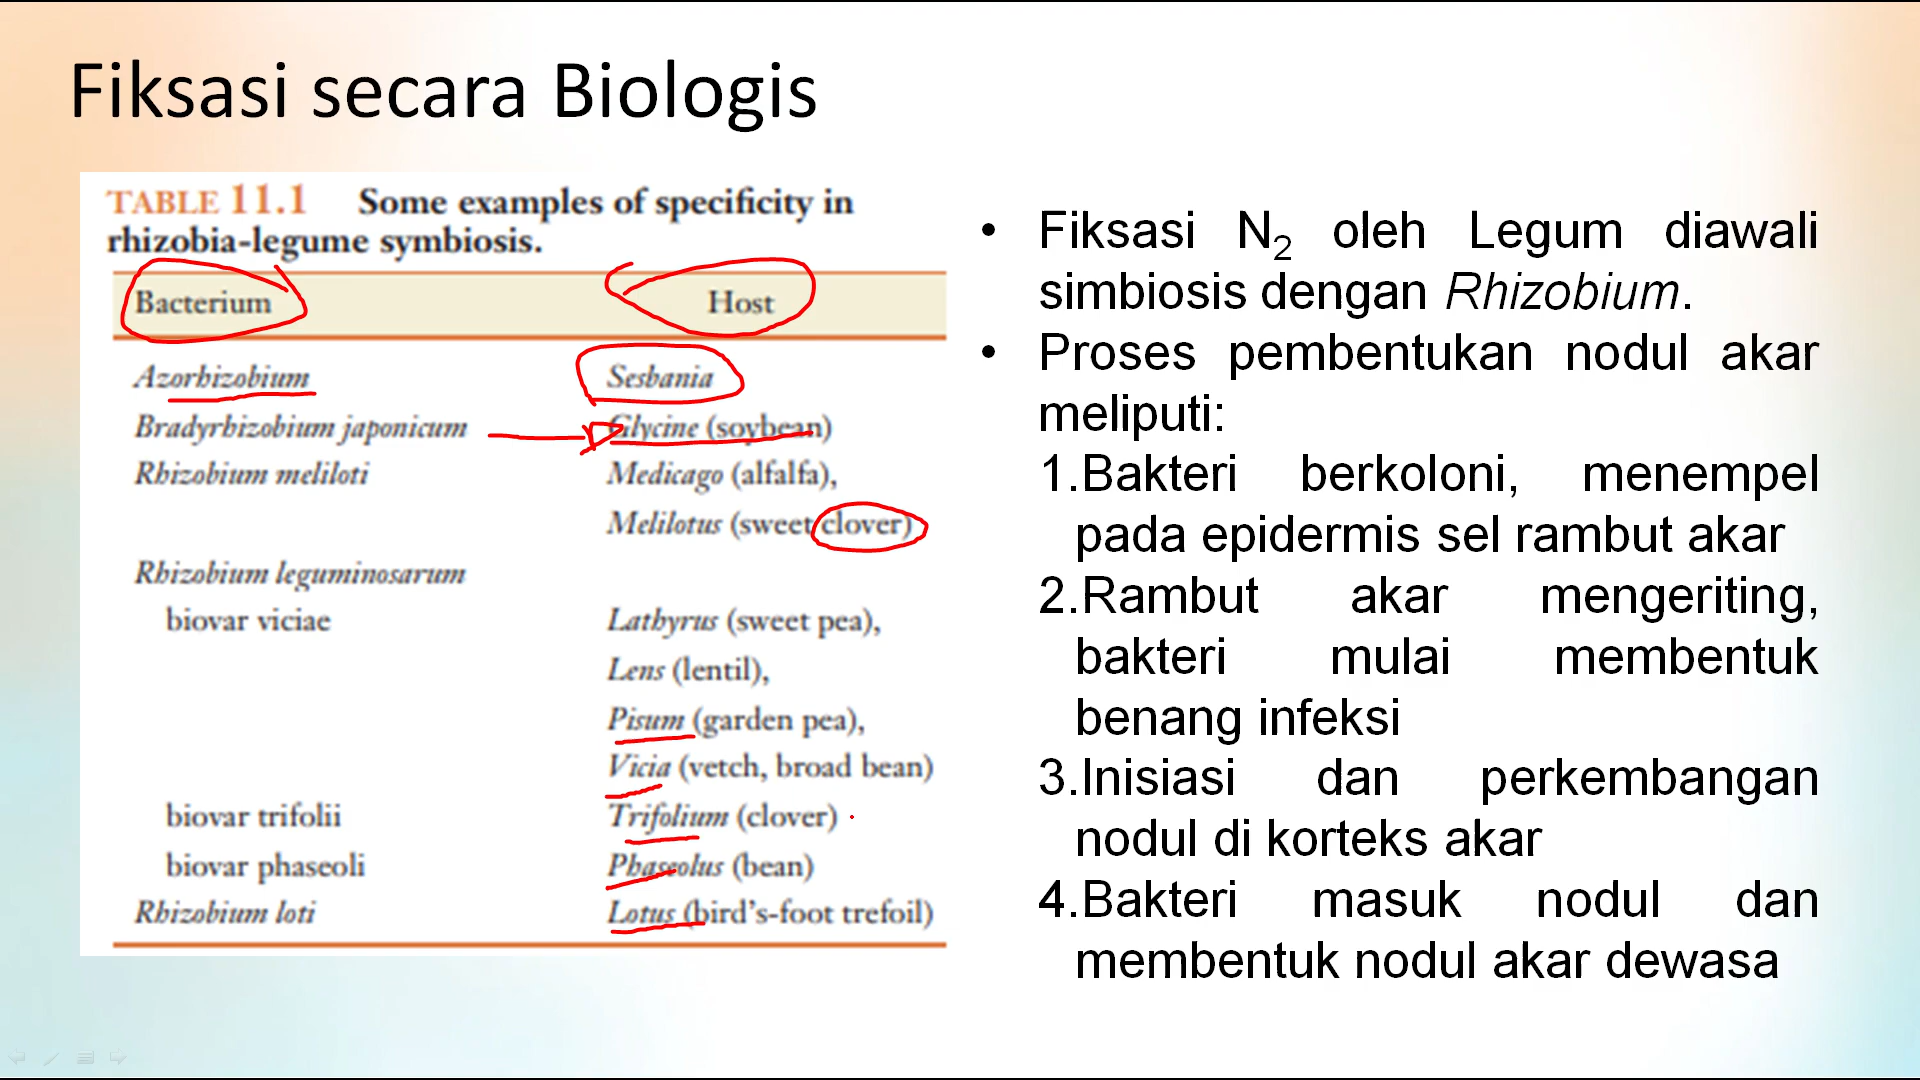 Fiksasi secara Biologis
TABLE 11.1 Some examples of specificity in
rhizobia-legume symbiosis.
Bacterium Host
Azorhizobium Sesbania
Bradyrhizobium japonicum Glycine (soybean)
Rhizobium meliloti Medicago (alfalfa),
Melilotus (sweet clover)
Rhizobium leguminosarum
biovar viciae Lathyrus (sweet pea),
Lens (lentil),
Pisum (garden pea),
Vicia (vetch, broad bean)
biovar trifolii Trifolium (clover)
biovar phaseoli Phaseolus (bean)
Rhizobium loti Lotus (bird's-foot trefoil)
• Fiksasi N₂ oleh Legum diawali
simbiosis dengan Rhizobium.
• Proses pembentukan nodul akar
meliputi:
1.Bakteri berkoloni, menempel
pada epidermis sel rambut akar
2.Rambut akar mengeriting,
bakteri mulai membentuk
benang infeksi
3.Inisiasi dan perkembangan
nodul di korteks akar
4.Bakteri masuk nodul dan
membentuk nodul akar dewasa